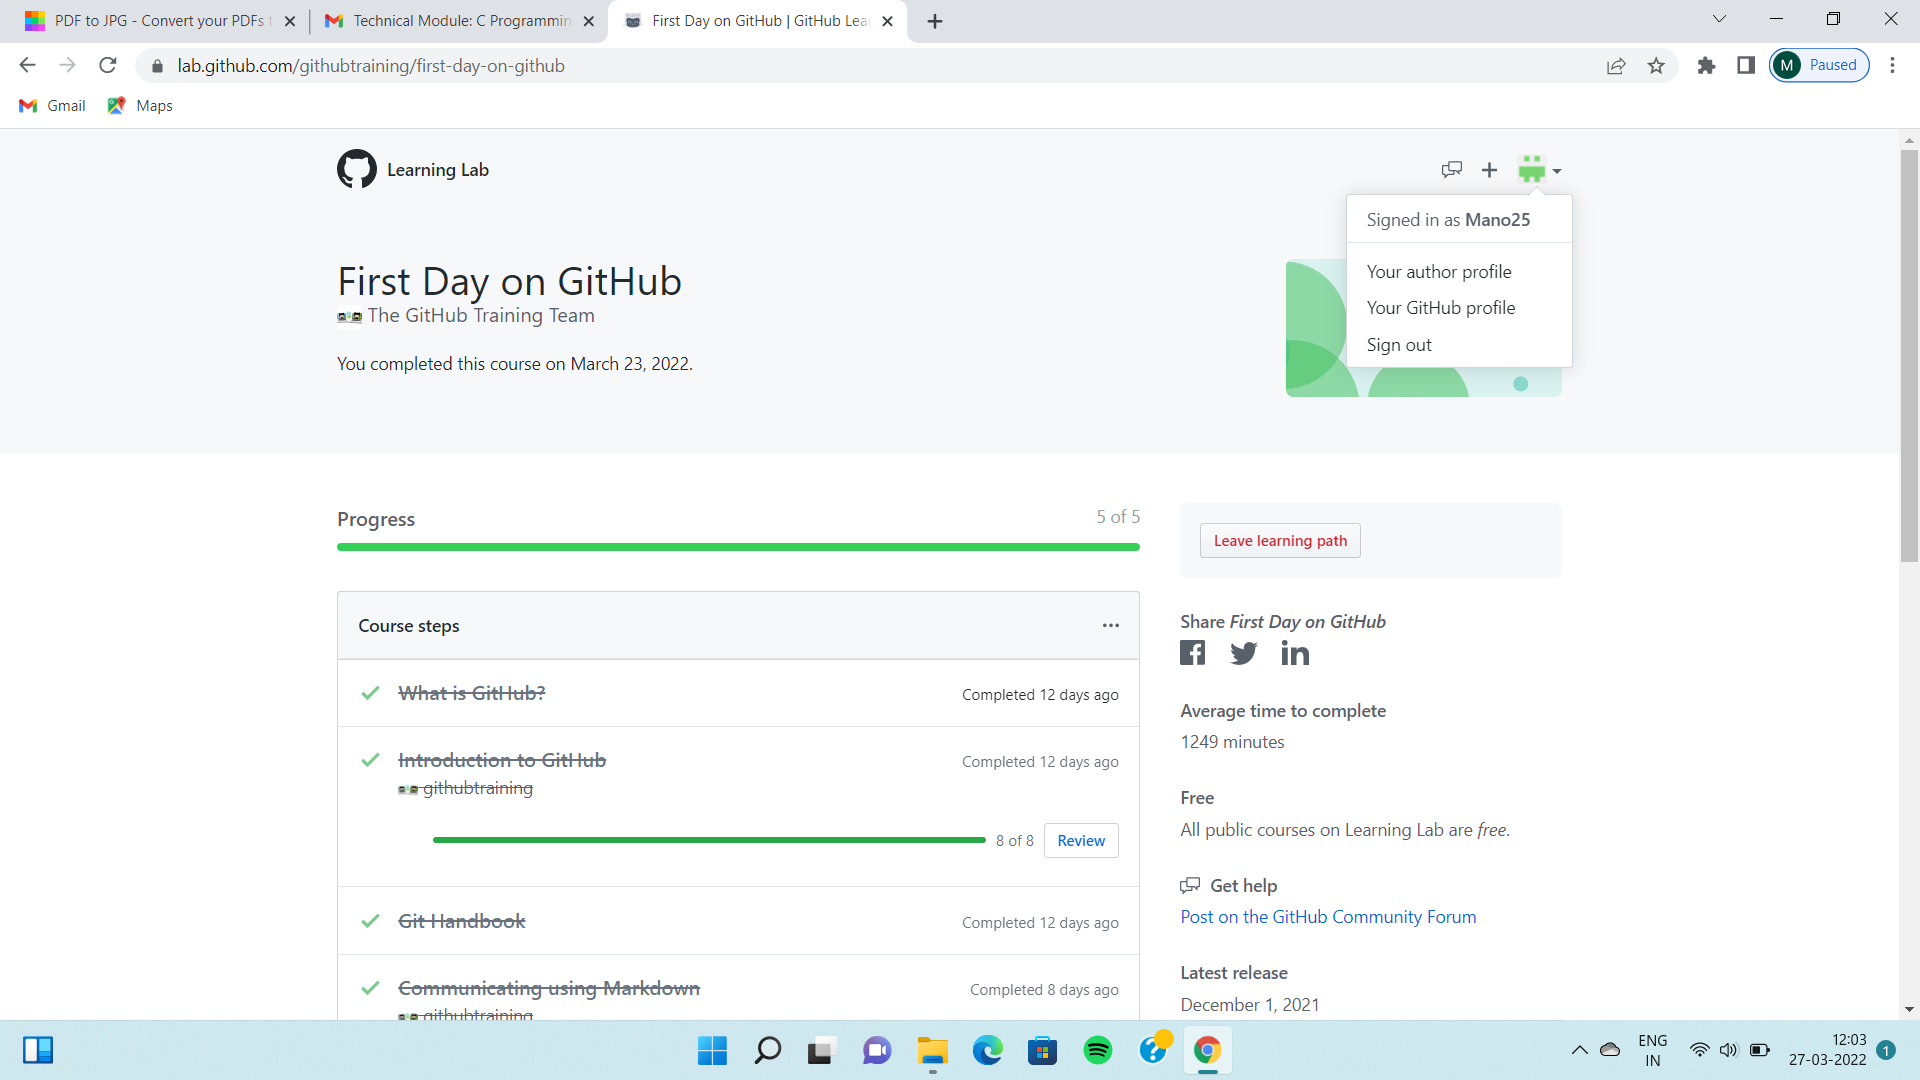 PDF to JPG - Convert your PDFs
Technical Module: C Programmin
First Day on GitHub | GitHub Lea
lab.github.com/githubtraining/first-day-on-github
M Paused
Gmail
Maps
Learning Lab
Signed in as Mano25
Your author profile
Your GitHub profile
Sign out
First Day on GitHub
The GitHub Training Team
You completed this course on March 23, 2022.
Progress
5 of 5
Leave learning path
Course steps
What is GitHub?
Completed 12 days ago
Introduction to GitHub
Completed 12 days ago
githubtraining
8 of 8
Review
Git Handbook
Completed 12 days ago
Communicating using Markdown
Completed 8 days ago
githubtraining
Share First Day on GitHub
Average time to complete
1249 minutes
Free
All public courses on Learning Lab are free.
Get help
Post on the GitHub Community Forum
Latest release
December 1, 2021
ENG
IN
12:03
27-03-2022
1